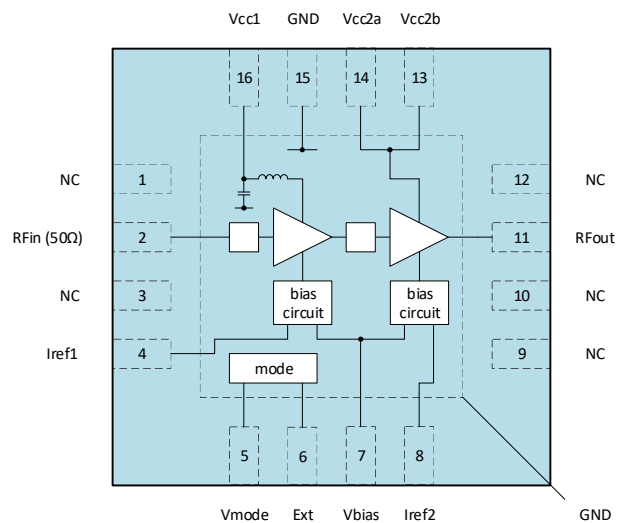 Vcc1 GND Vcc2a Vcc2b
16 15 14 13
NC 1 12 NC
RFin (50Ω) 2 11 RFout
NC 3 10 NC
bias
circuit
bias
circuit
Iref1 4 9 NC
mode
5 6 7 8
Vmode Ext Vbias Iref2 GND